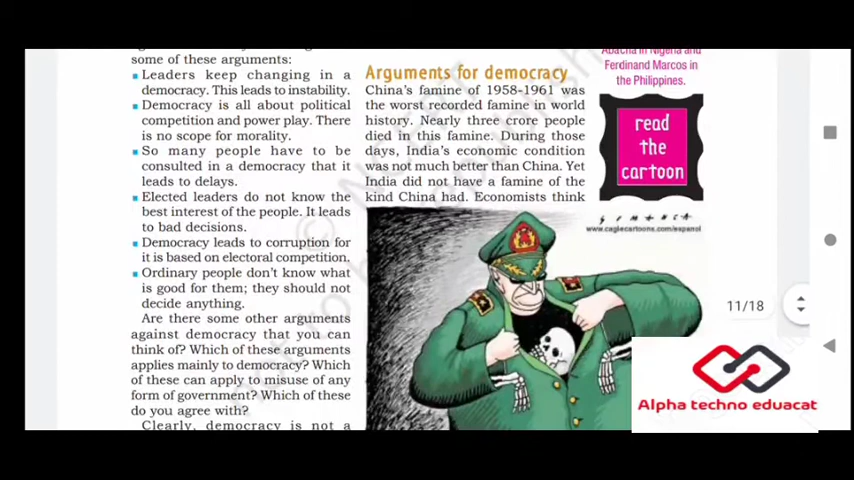 some of these arguments:
Leaders keep changing in a
democracy. This leads to instability.
Democracy is all about political
competition and power play. There
is no scope for morality.
So many people have to be
consulted in a democracy that it
leads to delays.
Elected leaders do not know the
best interest of the people. It leads
to bad decisions.
Democracy leads to corruption for
it is based on electoral competition.
Ordinary people don't know what
is good for them; they should not
decide anything.
Are there some other arguments
against democracy that you can
think of? Which of these arguments
applies mainly to democracy? Which
of these can apply to misuse of any
form of government? Which of these
do you agree with?
Clearly, democracy is not a
Arguments for democracy
China's famine of 1958-1961 was
the worst recorded famine in world
history. Nearly three crore people
died in this famine. During those
days, India's economic condition
was not much better than China. Yet
India did not have a famine of the
kind China had. Economists think
Abacha in Nigeria and
Ferdinand Marcos in
the Philippines.
read
the
cartoon
SIMANCA
www.caglecartoons.com/espanol
11/18
Alpha techno eduacat